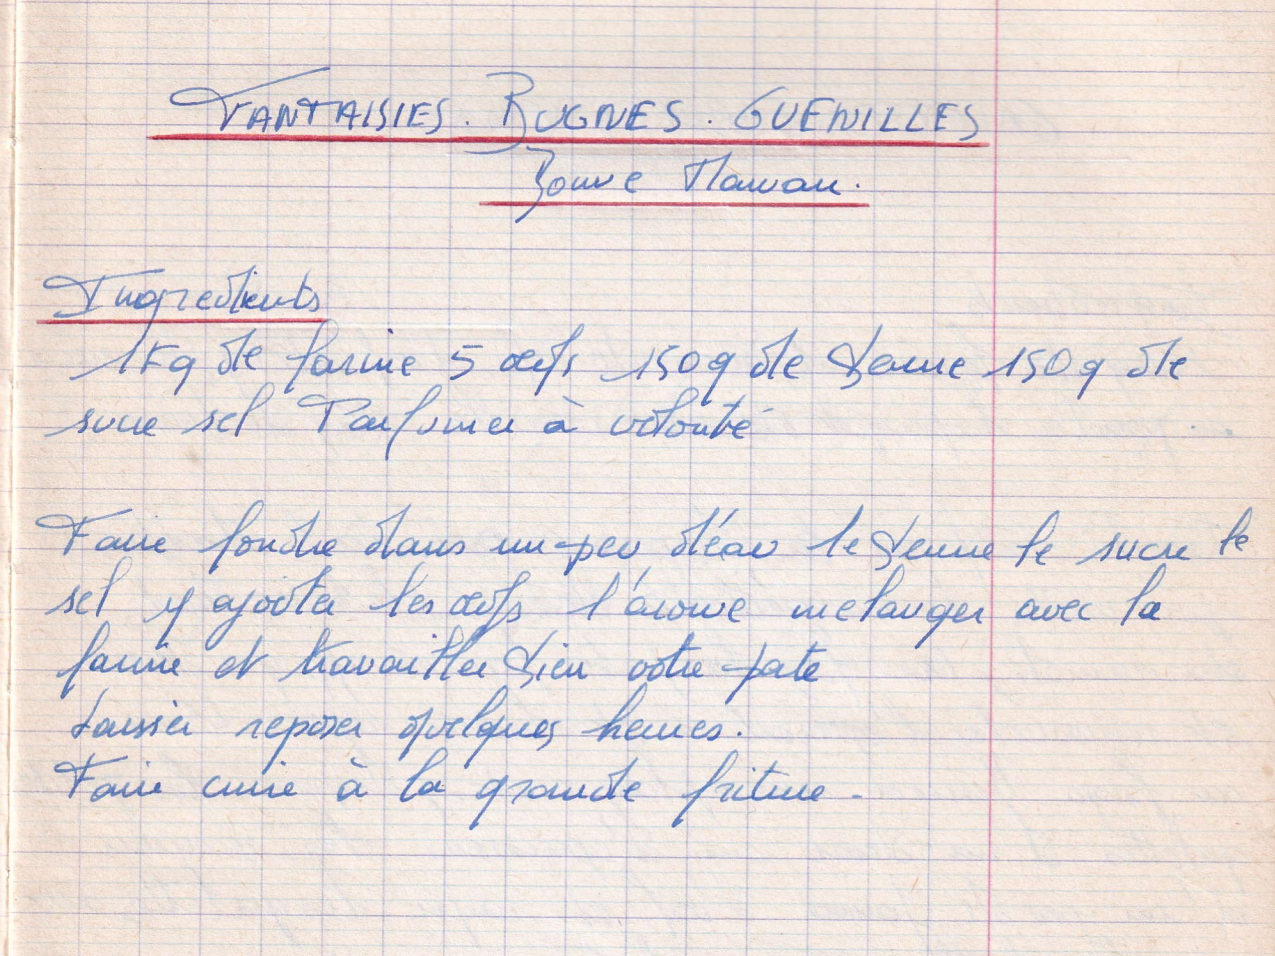 FANTAISIES. BUGNES. GUENILLES
Bonne Maman.
Ingredients
1Kg de farine 5 œufs 150g de beurre 150g de
sucre sel Parfumer à volonté
Faire fondre dans un peu d'eau le beurre le sucre le
sel y ajouter les œufs l'arome melanger avec la
farine et travailler bien votre pate
Laisser reposer quelques heures.
Faire cuire à la grande friture.